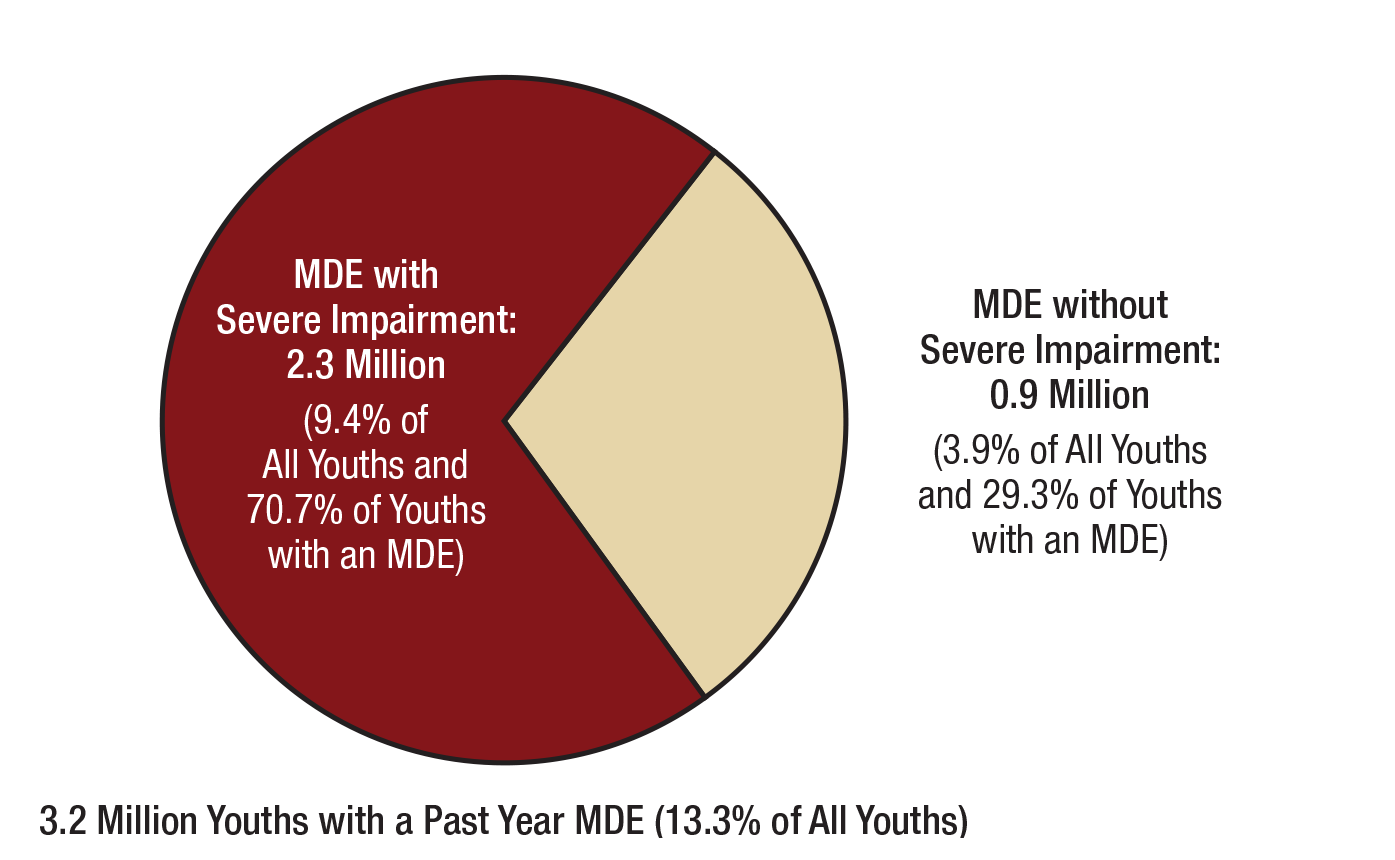 MDE with
Severe Impairment:
2.3 Million
(9.4% of
All Youths and
70.7% of Youths
with an MDE)
MDE without
Severe Impairment:
0.9 Million
(3.9% of All Youths
and 29.3% of Youths
with an MDE)
3.2 Million Youths with a Past Year MDE (13.3% of All Youths)